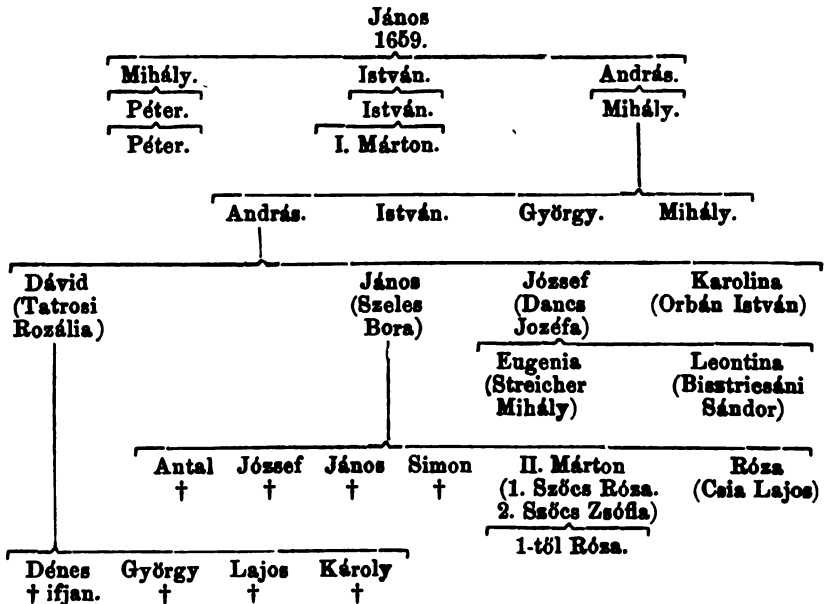 János
1659.
Mihály. István. András.
Péter. István. Mihály.
Péter. I. Márton.
András. István. György. Mihály.
Dávid János József Karolina
(Tatrosi (Szeles (Dancs (Orbán István)
Rozália) Bora) Jozéfa)
Eugenia Leontina
(Streicher (Bisztricsáni
Mihály) Sándor)
Antal József János Simon II. Márton Róza
† † † † (1. Szőcs Róza. (Csia Lajos)
2. Szőcs Zsófia)
1-től Róza.
Dénes György Lajos Károly
† ifjan. † † †